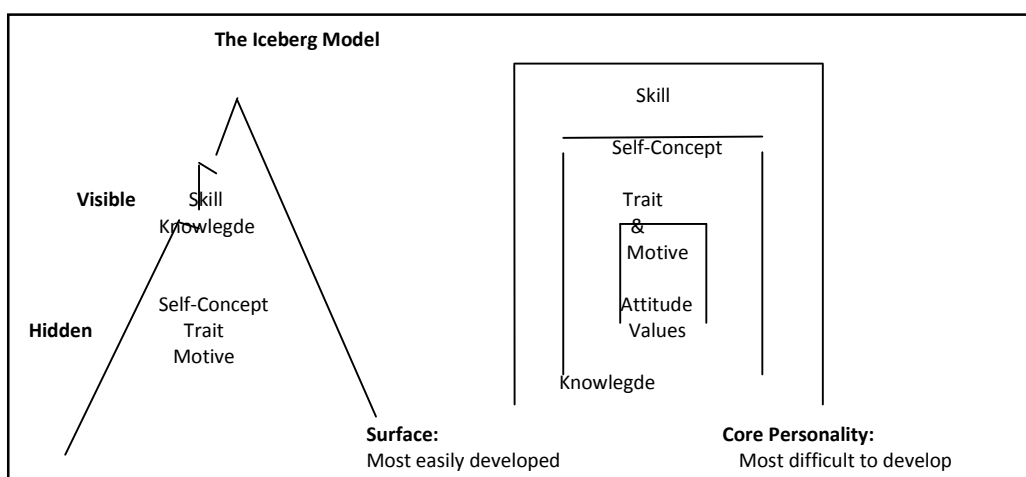 The Iceberg Model
Visible
Skill
Knowlegde
Hidden
Self-Concept
Trait
Motive
Skill
Self-Concept
Trait
&
Motive
Attitude
Values
Knowlegde
Surface:
Most easily developed
Core Personality:
Most difficult to develop